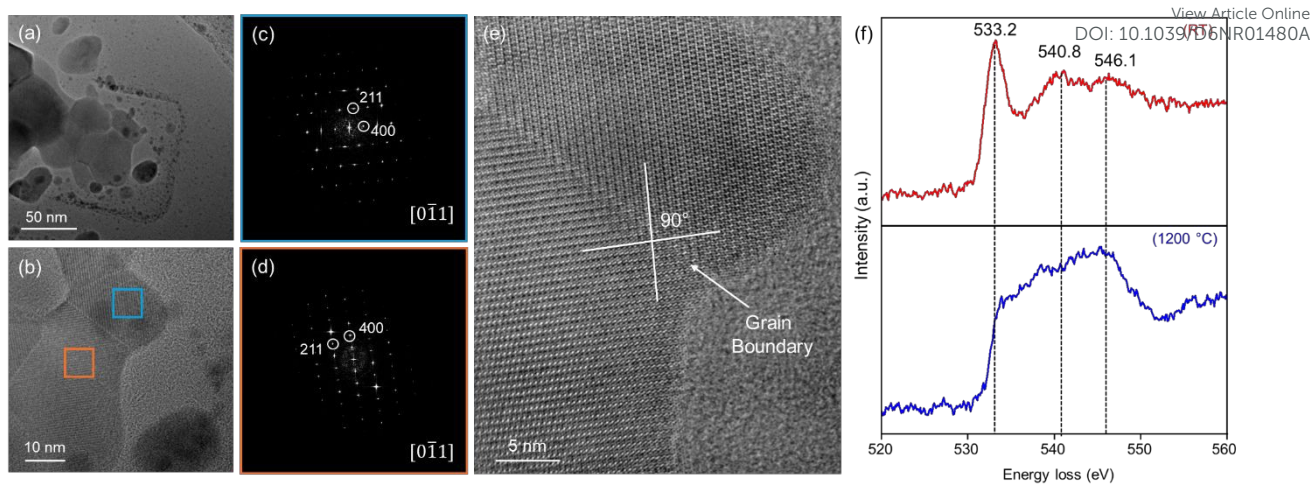 View Article Online
DOI: 10.1039/D6NR01480A
(a)
50 nm
(b)
10 nm
(c)
211
400
[01̄1]
(d)
400
211
[01̄1]
(e)
90°
Grain
Boundary
5 nm
(f)
533.2
540.8
546.1
(RT)
(1200 °C)
Intensity (a.u.)
520 530 540 550 560
Energy loss (eV)